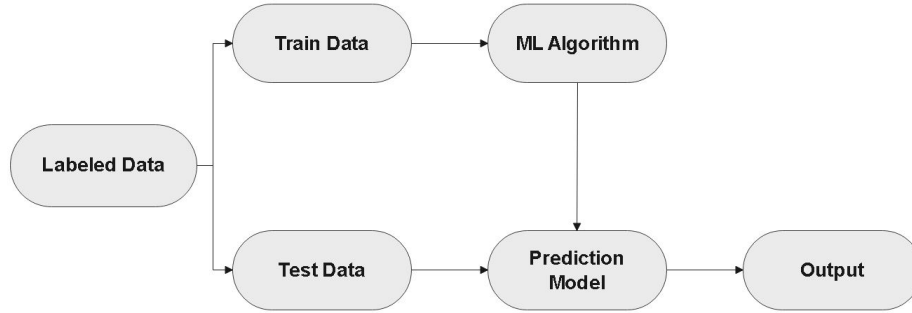 Train Data
ML Algorithm
Labeled Data
Test Data
Prediction
Model
Output